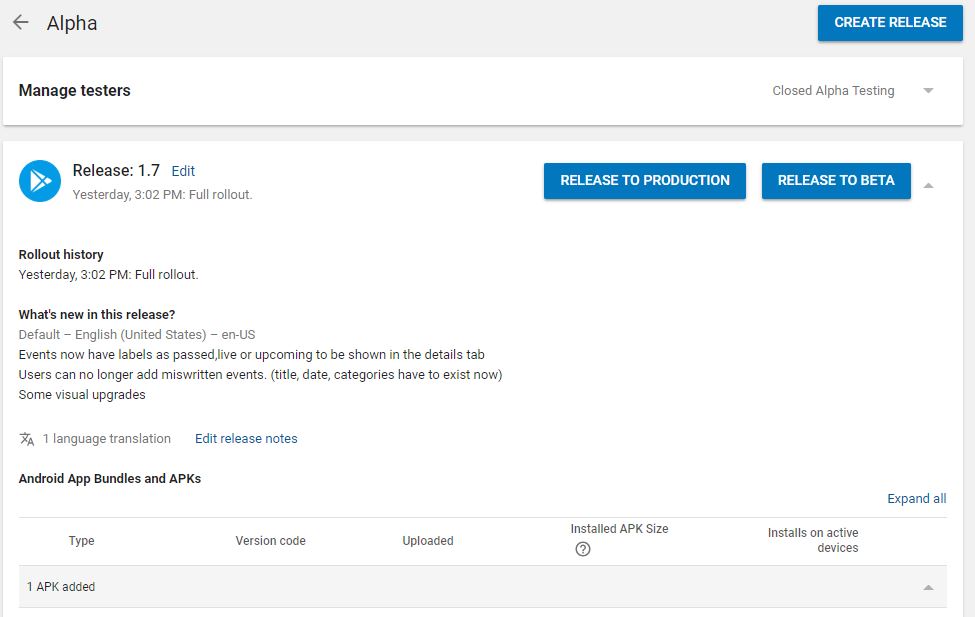 Alpha
CREATE RELEASE
Manage testers
Closed Alpha Testing
Release: 1.7 Edit
Yesterday, 3:02 PM: Full rollout.
RELEASE TO PRODUCTION
RELEASE TO BETA
Rollout history
Yesterday, 3:02 PM: Full rollout.
What's new in this release?
Default – English (United States) – en-US
Events now have labels as passed,live or upcoming to be shown in the details tab
Users can no longer add miswritten events. (title, date, categories have to exist now)
Some visual upgrades
1 language translation Edit release notes
Android App Bundles and APKs
Expand all
Type
Version code
Uploaded
Installed APK Size
?
Installs on active
devices
1 APK added